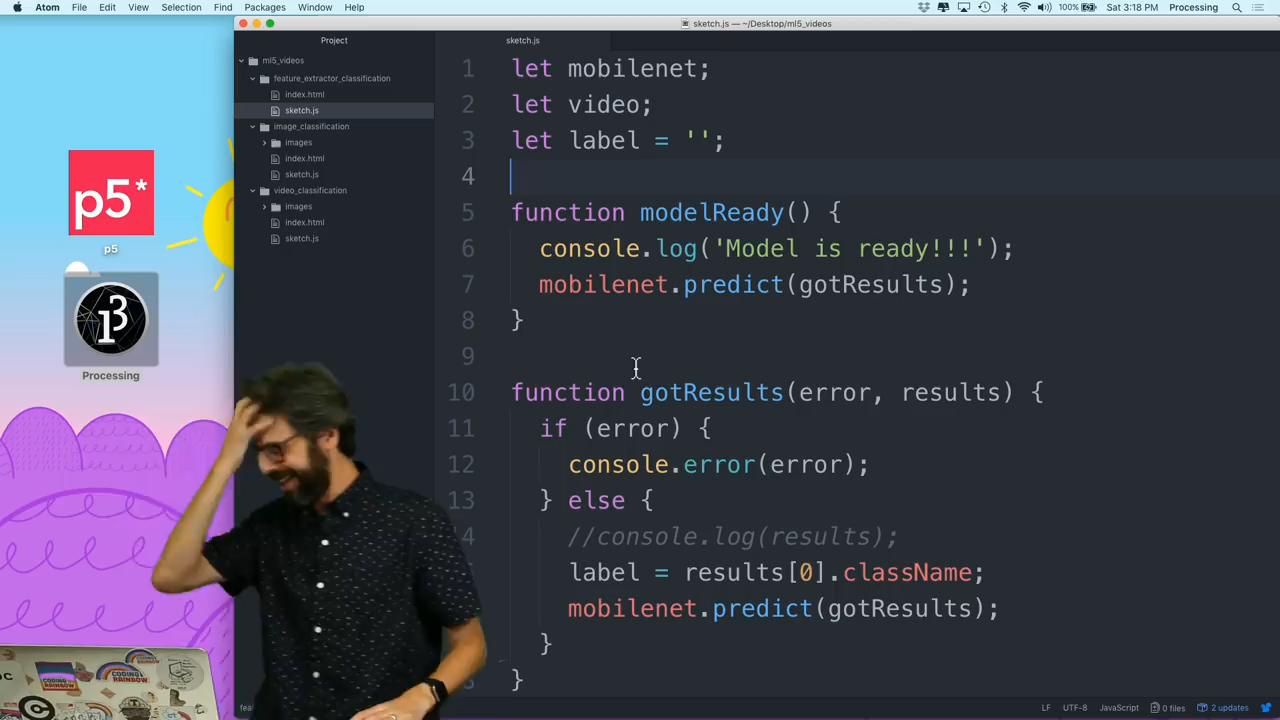 Atom File Edit View Selection Find Packages Window Help 100% Sat 3:18 PM Processing
sketch.js — ~/Desktop/ml5_videos
Project
sketch.js
ml5_videos
feature_extractor_classification
index.html
sketch.js
image_classification
images
index.html
sketch.js
video_classification
images
index.html
sketch.js
p5*
p5
Processing
1 let mobilenet;
2 let video;
3 let label = '';
4
5 function modelReady() {
6 console.log('Model is ready!!!');
7 mobilenet.predict(gotResults);
8 }
9
10 function gotResults(error, results) {
11 if (error) {
12 console.error(error);
13 } else {
14 //console.log(results);
label = results[0].className;
mobilenet.predict(gotResults);
}
}
LF UTF-8 JavaScript 0 files 2 updates
CODING
RAINBOW